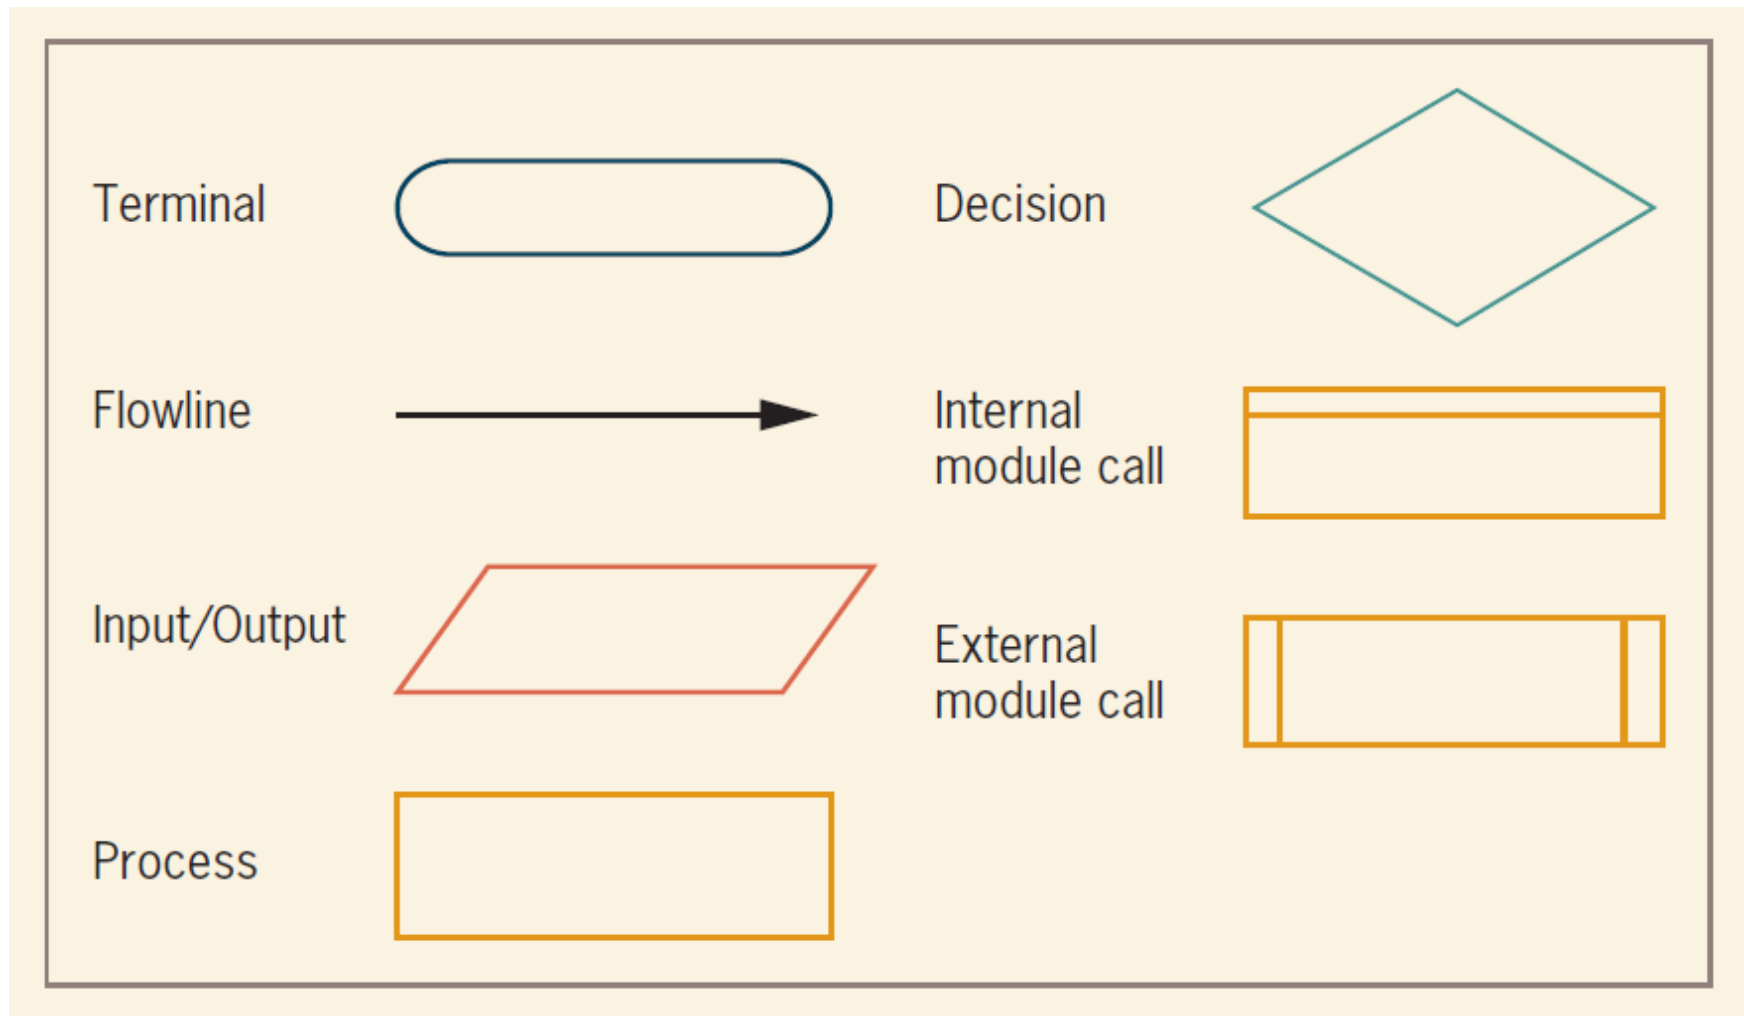 Terminal
Flowline
Input/Output
Process
Decision
Internal
module call
External
module call